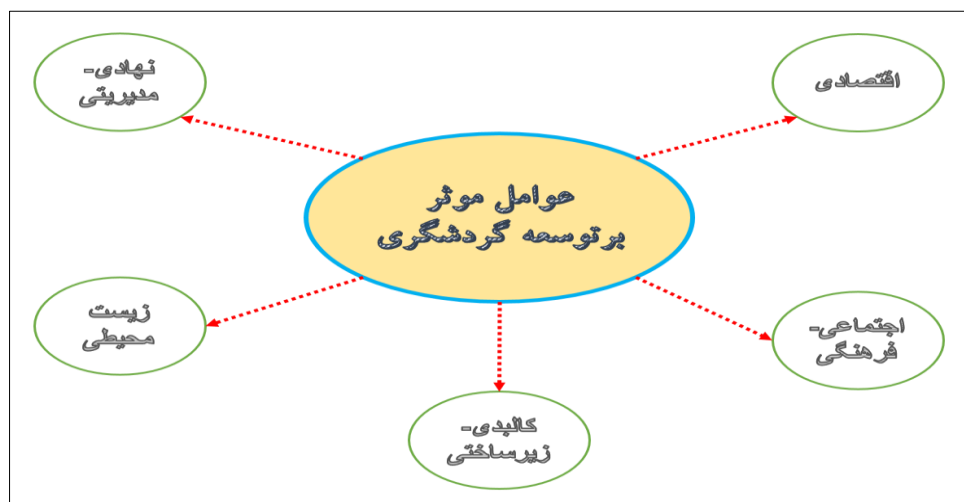 اقتصادی
نهادی-
مدیریتی
عوامل موثر
برتوسعه گردشگری
اجتماعی-
فرهنگی
زیست
محیطی
کالبدی-
زیرساختی